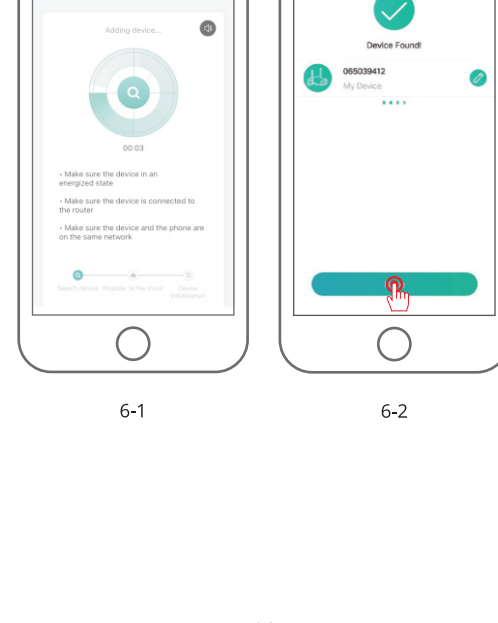 Adding device...
00:03
• Make sure the device in an
energized state
• Make sure the device is connected to
the router
• Make sure the device and the phone are
on the same network
Search device Register to the cloud Device
initialization
Device Found!
065039412
My Device
6-1
6-2